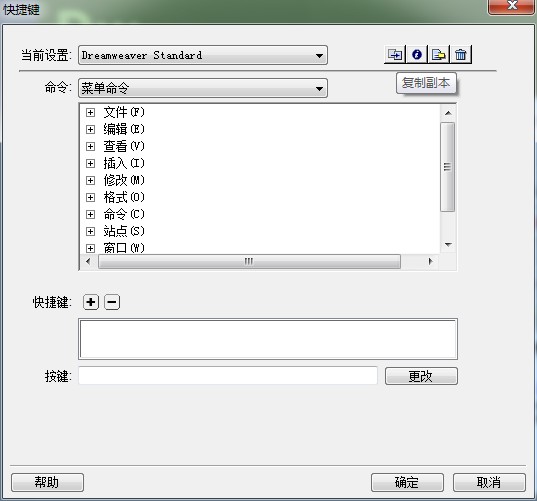 快捷键
当前设置: Dreamweaver Standard
复制副本
命令: 菜单命令
文件(F)
编辑(E)
查看(V)
插入(I)
修改(M)
格式(O)
命令(C)
站点(S)
窗口(W)
快捷键:
按键: 更改
帮助 确定 取消